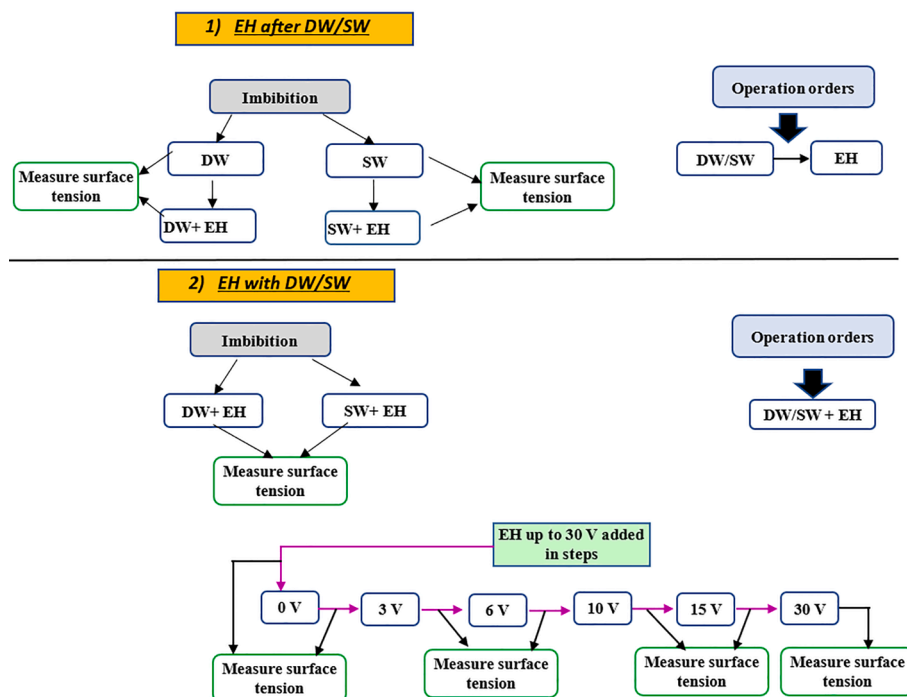 1) EH after DW/SW
Imbibition
Operation orders
DW
SW
DW/SW
EH
Measure surface
tension
Measure surface
tension
DW+ EH
SW+ EH
2) EH with DW/SW
Imbibition
Operation orders
DW+ EH
SW+ EH
DW/SW + EH
Measure surface
tension
EH up to 30 V added
in steps
0 V
3 V
6 V
10 V
15 V
30 V
Measure surface
tension
Measure surface
tension
Measure surface
tension
Measure surface
tension